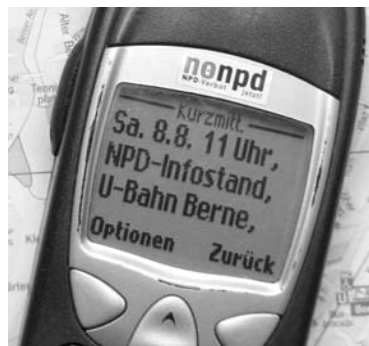 nonpd
NPD-Verbot jetzt!
Kurzmitt.
Sa. 8.8. 11 Uhr,
NPD-Infostand,
U-Bahn Berne,
Optionen Zurück